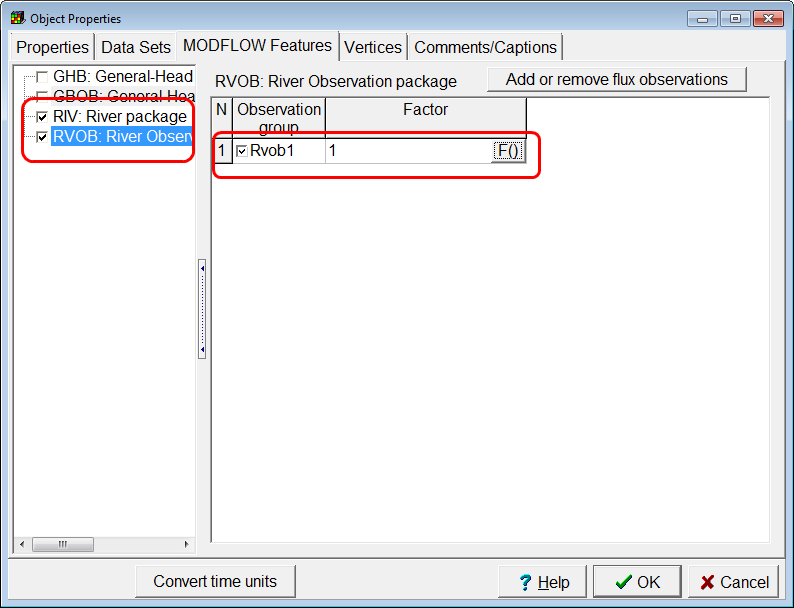 Object Properties
Properties Data Sets MODFLOW Features Vertices Comments/Captions
GHB: General-Head
GBOB: General-Hea
RIV: River package
RVOB: River Observ
RVOB: River Observation package Add or remove flux observations
N Observation group Factor
1 Rvob1 1 F()
Convert time units Help OK Cancel